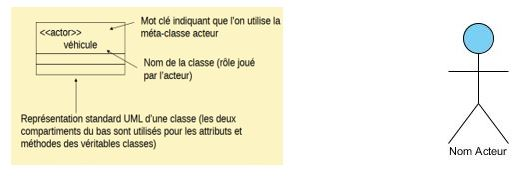 Mot clé indiquant que l'on utilise la
méta-classe acteur
<<actor>>
véhicule
Nom de la classe (rôle joué
par l'acteur)
Représentation standard UML d'une classe (les deux
compartiments du bas sont utilisés pour les attributs et
méthodes des véritables classes)
Nom Acteur